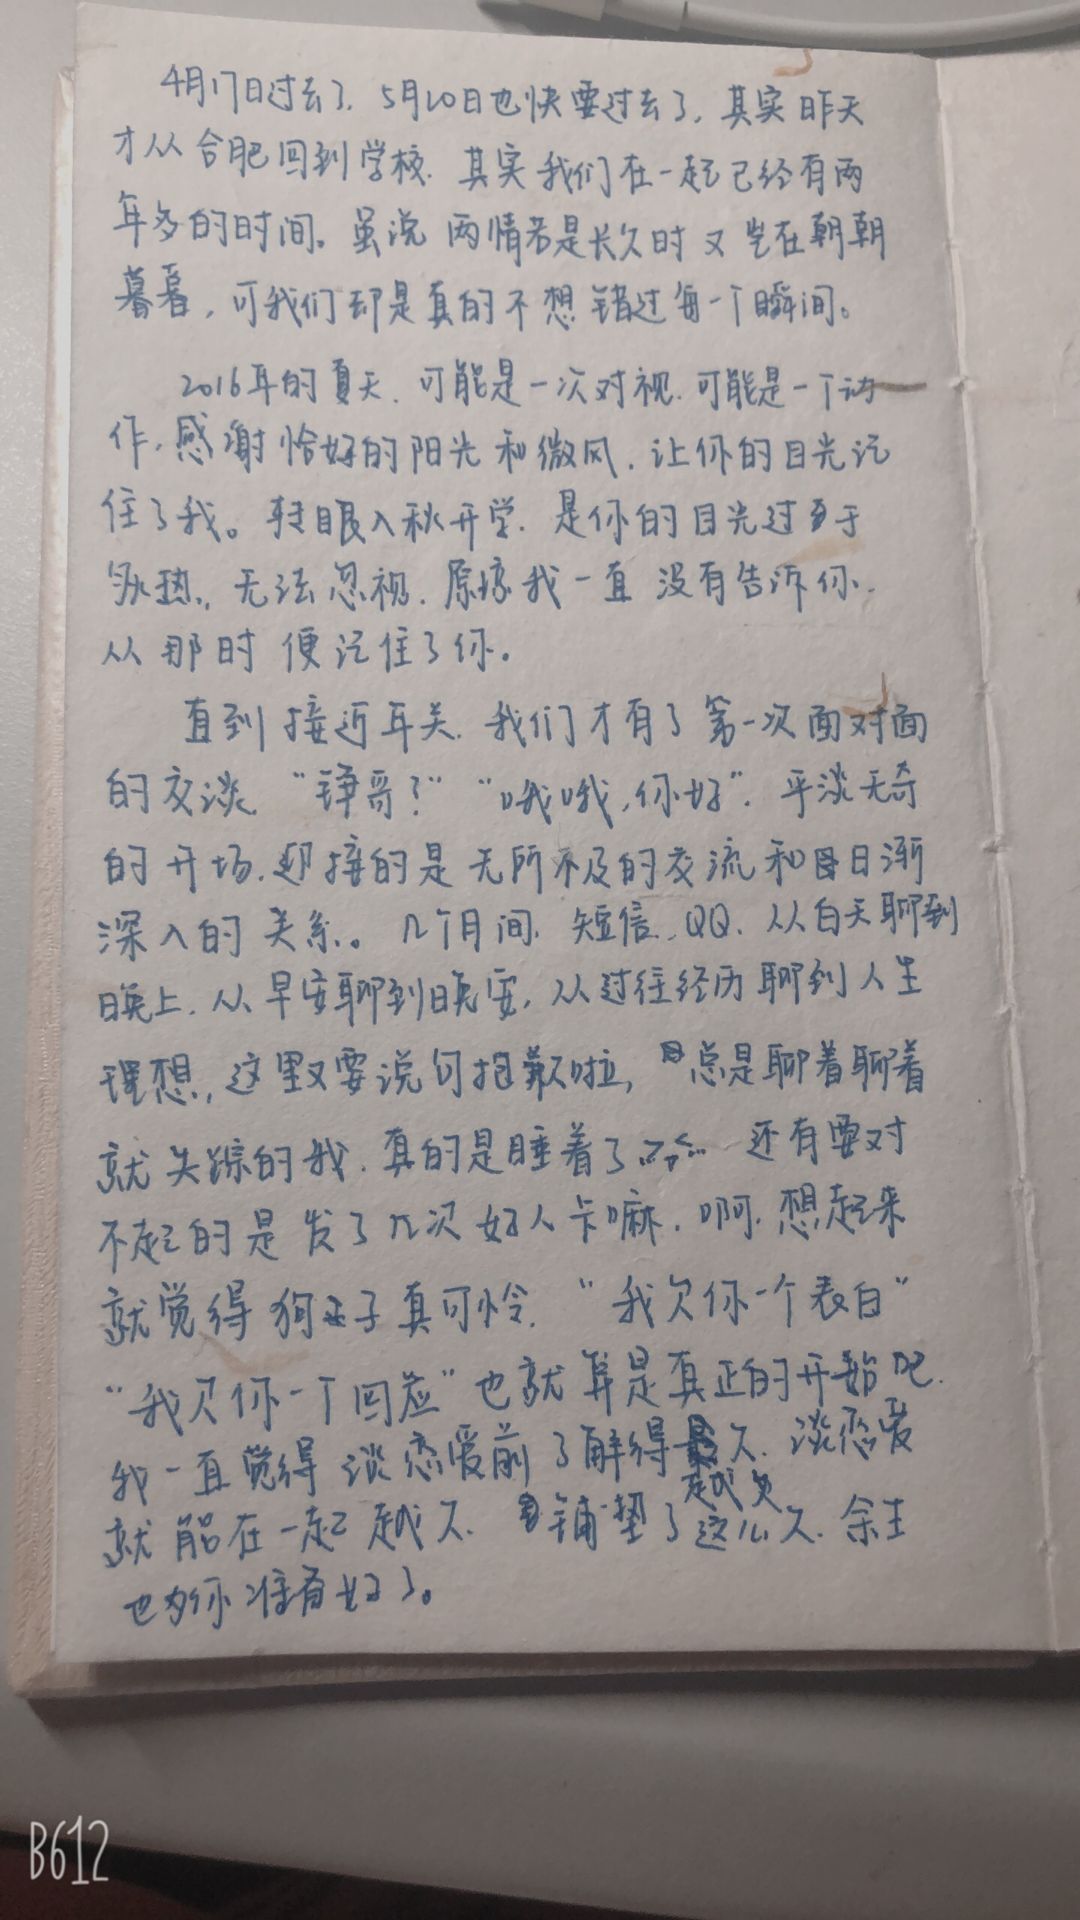 4月17日过去了，5月20日也快要过去了，其实昨天
才从合肥回到学校，其实我们在一起已经有两
年多的时间。虽说两情若是长久时又岂在朝朝
暮暮，可我们却是真的不想错过每一个瞬间。
2016年的夏天，可能是一次对视，可能是一个动
作，感谢恰好的阳光和微风，让你的目光记
住了我。转眼入秋开学，是你的目光过于
炙热，无法忽视，原谅我一直没有告诉你，
从那时便记住了你。
直到接近年关，我们才有了第一次面对面
的交谈，“铮哥？”“哦哦，你好”，平淡无奇
的开场，迎接的是无所不及的交流和日渐
深入的关系。几个月间，短信、QQ，从白天聊到
晚上，从早安聊到晚安，从过往经历聊到人生
理想，这里又要说句抱歉啦，总是聊着聊着
就失踪的我，真的是睡着了 还有要对
不起的是发了几次好人卡嘛，啊，想起来
就觉得狗子真可怜，“我欠你一个表白”
“我欠你一个回应”也就算是真正的开始吧，
我一直觉得谈恋爱前了解得越久，谈恋爱
就能在一起越久，铺垫了这么久，余生
也为你准备好了。
B612